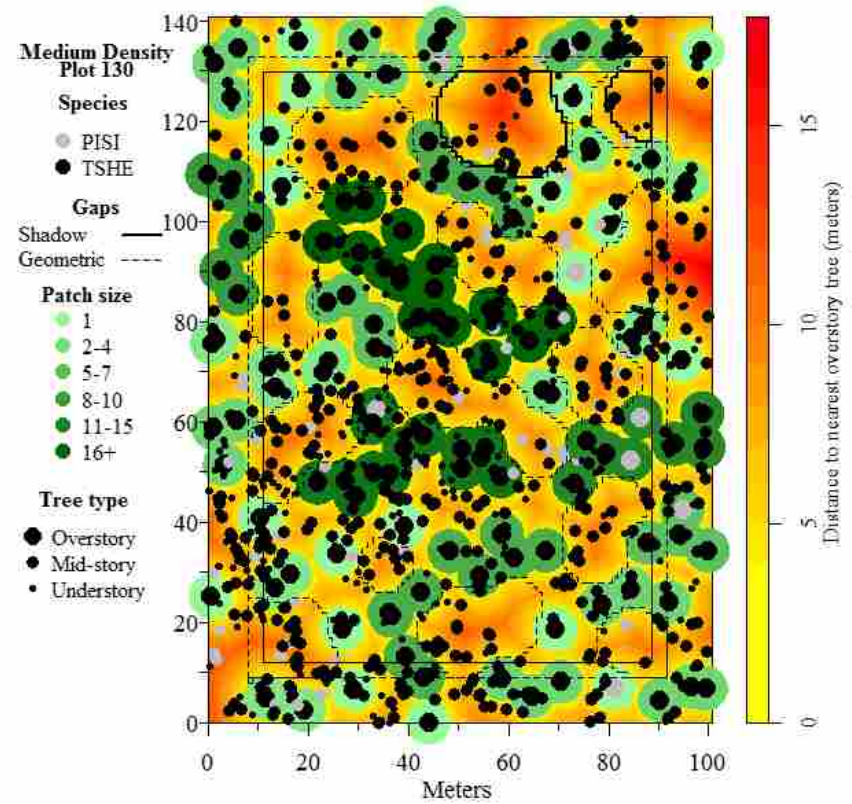 Medium Density
Plot 130
Species
PISI
TSHE
Gaps
Shadow
Geometric
Patch size
1
2-4
5-7
8-10
11-15
16+
Tree type
Overstory
Mid-story
Understory
140
120
100
80
60
40
20
0
0 20 40 60 80 100
Meters
15
10
5
0
Distance to nearest overstory tree (meters)